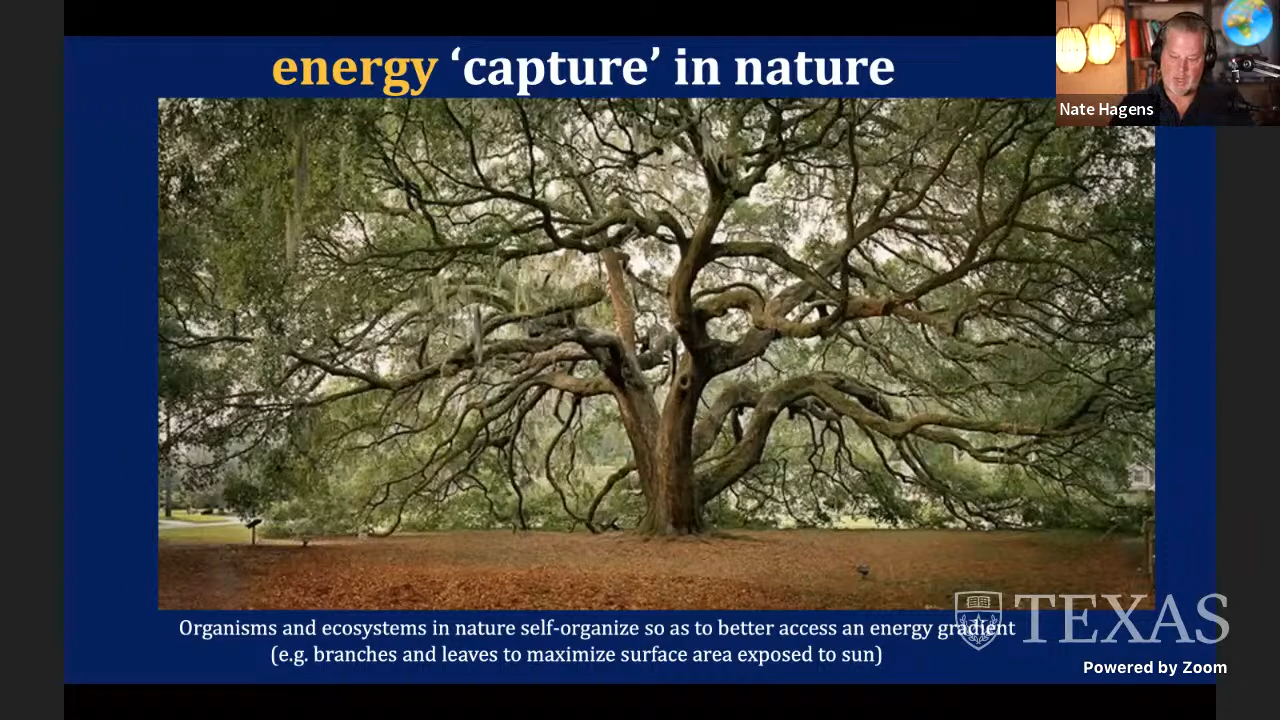 energy ‘capture’ in nature
Nate Hagens
Organisms and ecosystems in nature self-organize so as to better access an energy gradient
(e.g. branches and leaves to maximize surface area exposed to sun)
TEXAS
Powered by Zoom